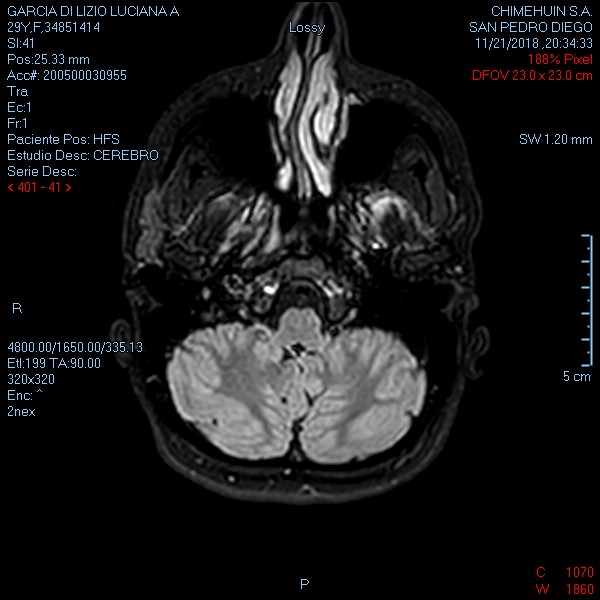 GARCIA DI LIZIO LUCIANA A
29Y,F,34851414
Sl:41
Pos:25.33 mm
Acc#: 200500030955
Tra
Ec:1
Fr:1
Paciente Pos: HFS
Estudio Desc: CEREBRO
Serie Desc:
< 401 - 41 >
Lossy
CHIMEHUIN S.A.
SAN PEDRO DIEGO
11/21/2018 ,20:34:33
188% Pixel
DFOV 23.0 x 23.0 cm
SW 1.20 mm
R
4800.00/1650.00/335.13
Etl:199 TA:90.00
320x320
Enc: ^
2nex
5 cm
P
C 1070
W 1860